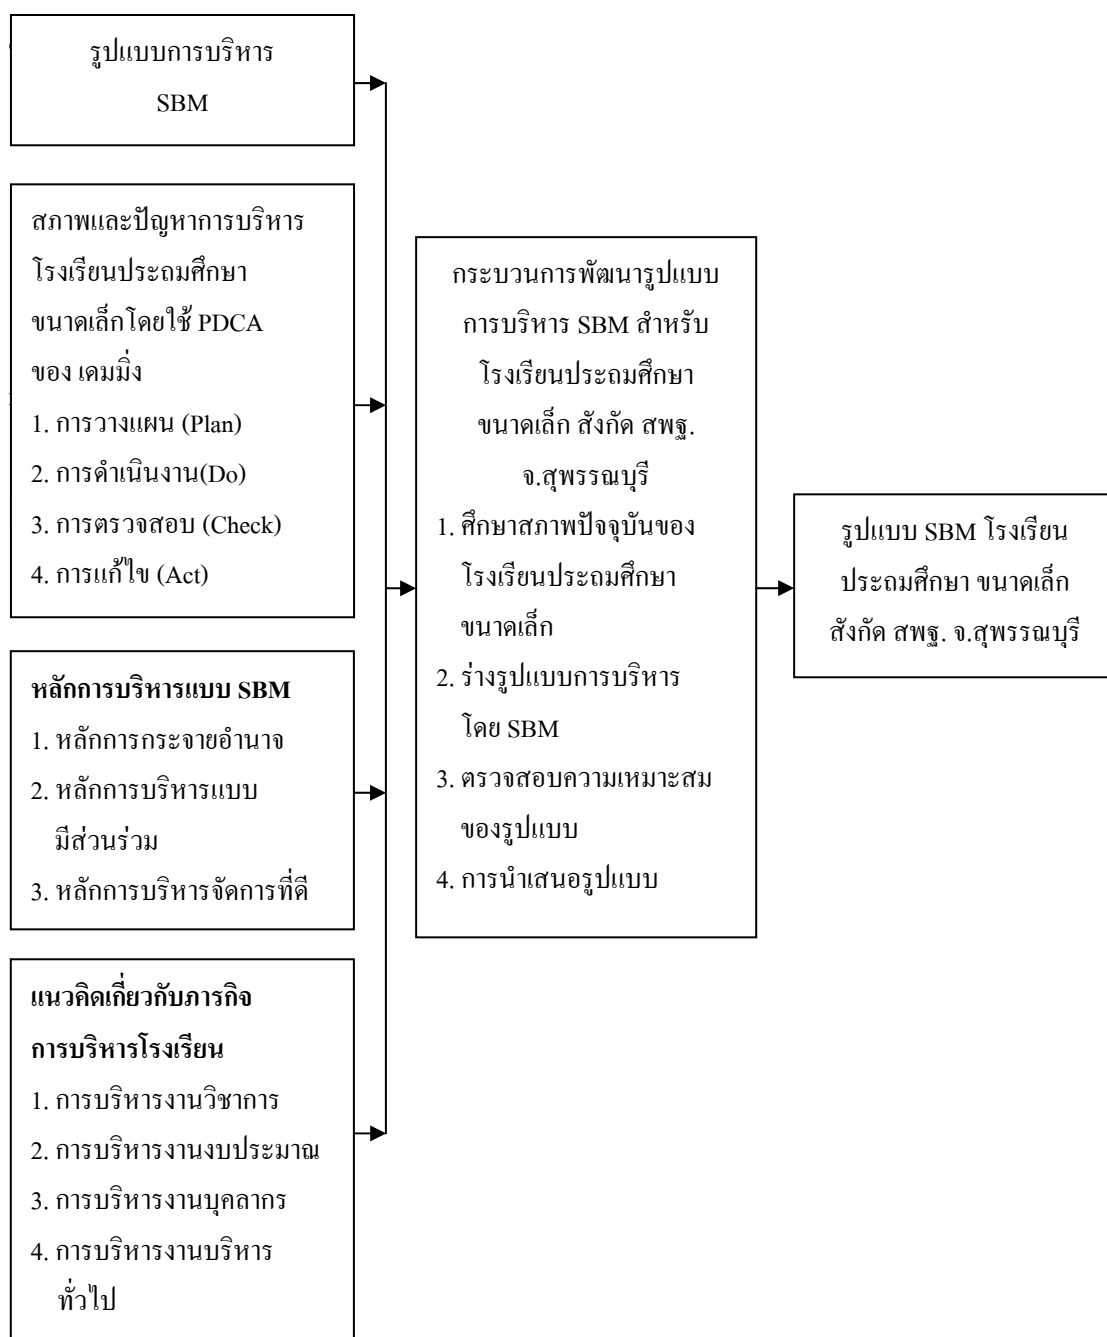 รูปแบบการบริหาร
SBM
สภาพและปัญหาการบริหาร
โรงเรียนประถมศึกษา
ขนาดเล็กโดยใช้ PDCA
ของ เดมมิ่ง
1. การวางแผน (Plan)
2. การดำเนินงาน(Do)
3. การตรวจสอบ (Check)
4. การแก้ไข (Act)
หลักการบริหารแบบ SBM
1. หลักการกระจายอำนาจ
2. หลักการบริหารแบบ
มีส่วนร่วม
3. หลักการบริหารจัดการที่ดี
แนวคิดเกี่ยวกับภารกิจ
การบริหารโรงเรียน
1. การบริหารงานวิชาการ
2. การบริหารงานงบประมาณ
3. การบริหารงานบุคลากร
4. การบริหารงานบริหาร
ทั่วไป
กระบวนการพัฒนารูปแบบ
การบริหาร SBM สำหรับ
โรงเรียนประถมศึกษา
ขนาดเล็ก สังกัด สพฐ.
จ.สุพรรณบุรี
1. ศึกษาสภาพปัจจุบันของ
โรงเรียนประถมศึกษา
ขนาดเล็ก
2. ร่างรูปแบบการบริหาร
โดย SBM
3. ตรวจสอบความเหมาะสม
ของรูปแบบ
4. การนำเสนอรูปแบบ
รูปแบบ SBM โรงเรียน
ประถมศึกษา ขนาดเล็ก
สังกัด สพฐ. จ.สุพรรณบุรี